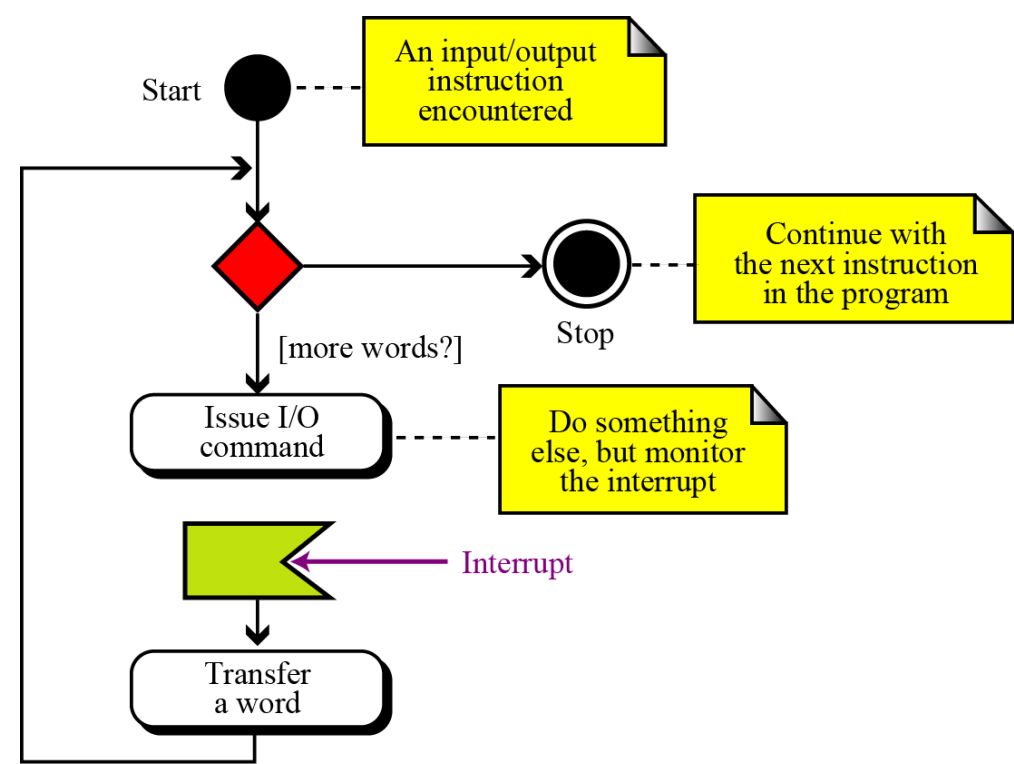 An input/output
instruction
encountered
Start
Continue with
the next instruction
in the program
Stop
[more words?]
Issue I/O
command
Do something
else, but monitor
the interrupt
Interrupt
Transfer
a word